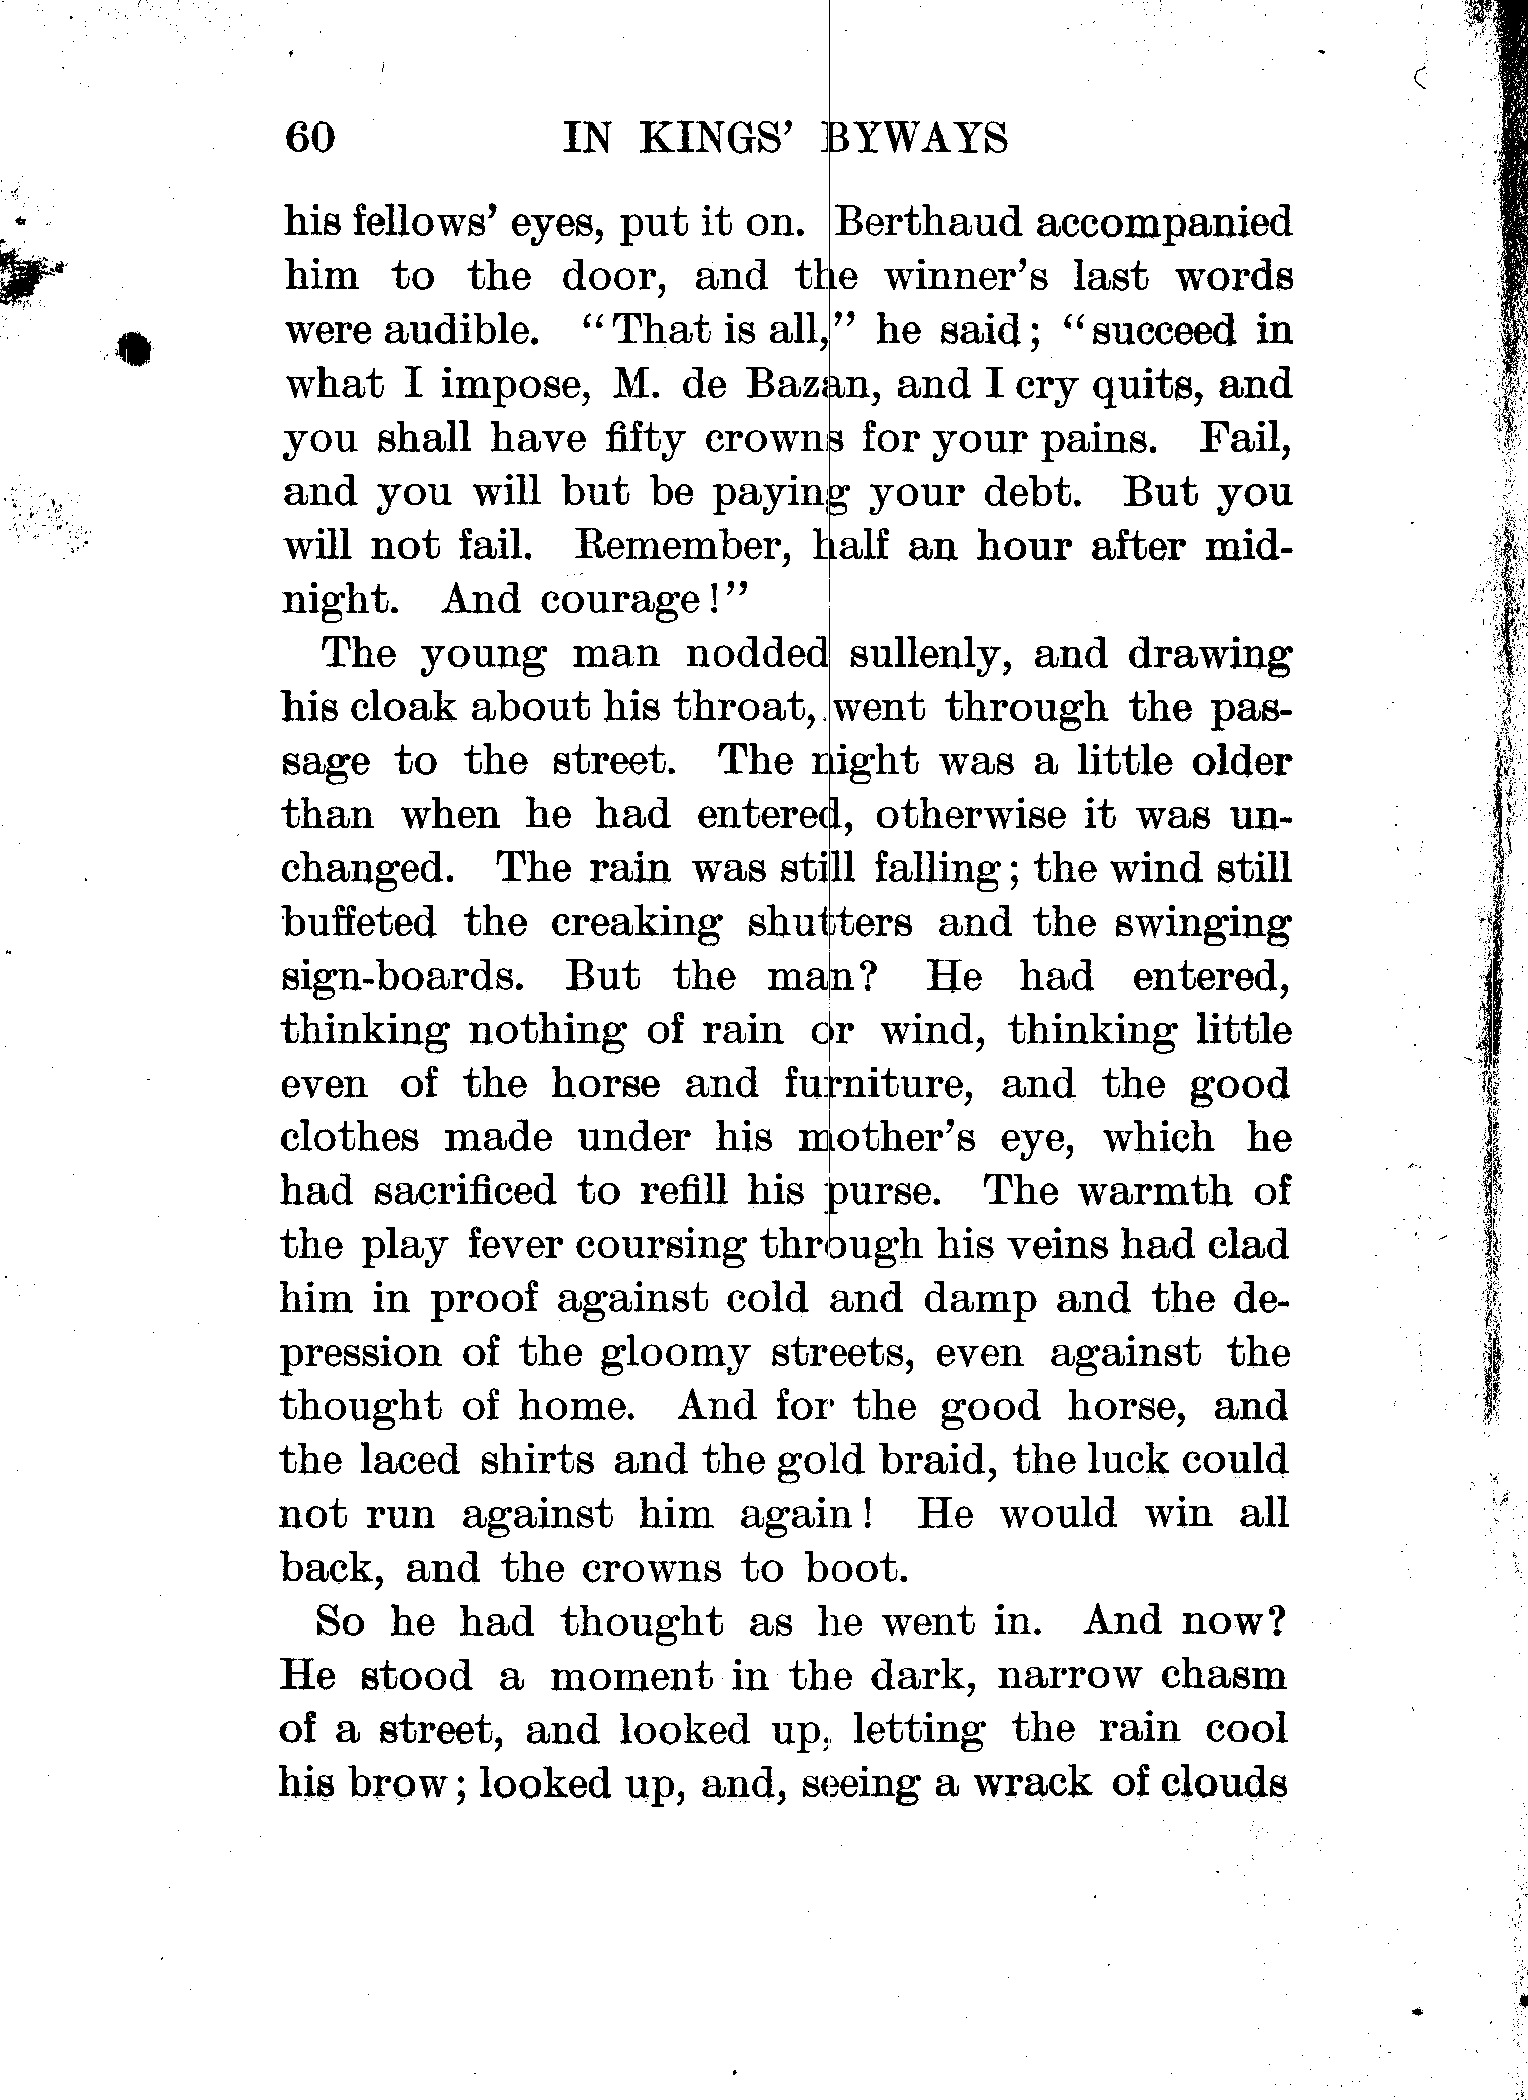 60 IN KINGS' BYWAYS
his fellows' eyes, put it on. Berthaud accompanied
him to the door, and the winner's last words
were audible. "That is all," he said; "succeed in
what I impose, M. de Bazan, and I cry quits, and
you shall have fifty crowns for your pains. Fail,
and you will but be paying your debt. But you
will not fail. Remember, half an hour after mid-
night. And courage!"
The young man nodded sullenly, and drawing
his cloak about his throat, went through the pas-
sage to the street. The night was a little older
than when he had entered, otherwise it was un-
changed. The rain was still falling; the wind still
buffeted the creaking shutters and the swinging
sign-boards. But the man? He had entered,
thinking nothing of rain or wind, thinking little
even of the horse and furniture, and the good
clothes made under his mother's eye, which he
had sacrificed to refill his purse. The warmth of
the play fever coursing through his veins had clad
him in proof against cold and damp and the de-
pression of the gloomy streets, even against the
thought of home. And for the good horse, and
the laced shirts and the gold braid, the luck could
not run against him again! He would win all
back, and the crowns to boot.
So he had thought as he went in. And now?
He stood a moment in the dark, narrow chasm
of a street, and looked up, letting the rain cool
his brow; looked up, and, seeing a wrack of clouds